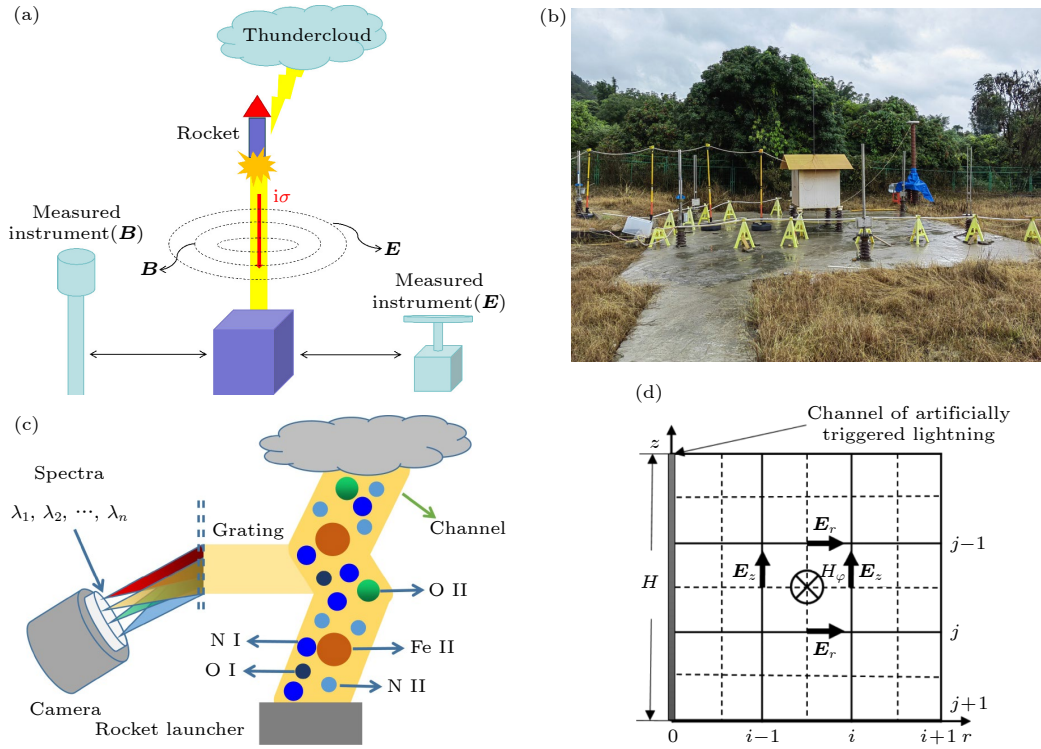 (a)
Thundercloud
Rocket
iσ
Measured
instrument(B)
B
E
Measured
instrument(E)
(b)
(c)
Spectra
λ1, λ2, ···, λn
Grating
Channel
O II
N I
Fe II
O I
N II
Camera
Rocket launcher
(d)
Channel of artificially
triggered lightning
z
H
Er
j−1
Ez
Hφ
Ez
j
Er
j+1
0
i−1
i
i+1
r